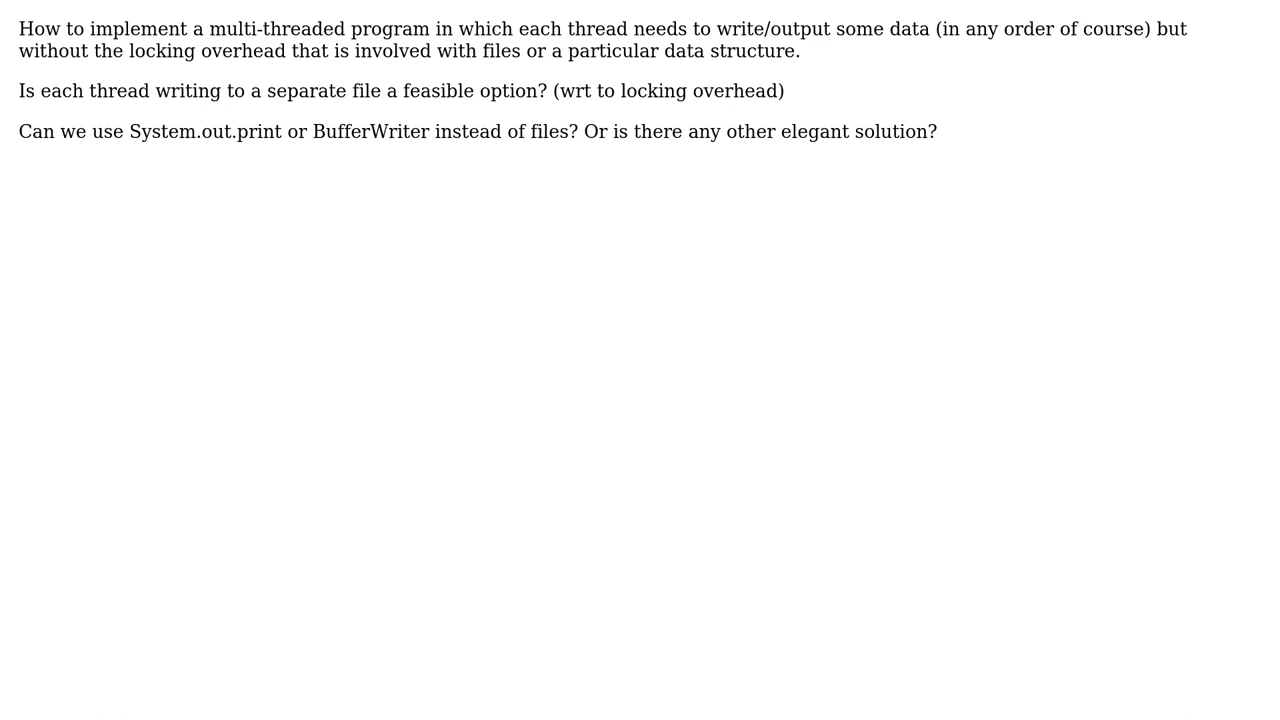 How to implement a multi-threaded program in which each thread needs to write/output some data (in any order of course) but
without the locking overhead that is involved with files or a particular data structure.
Is each thread writing to a separate file a feasible option? (wrt to locking overhead)
Can we use System.out.print or BufferWriter instead of files? Or is there any other elegant solution?